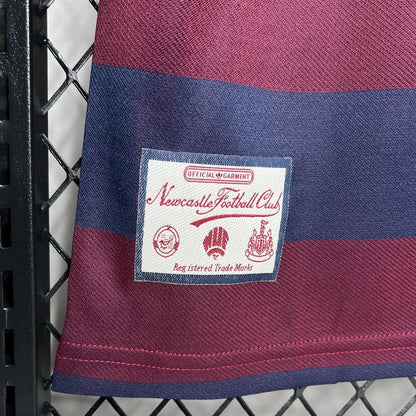 OFFICIAL GARMENT
Newcastle Football Club
Registered Trade Marks